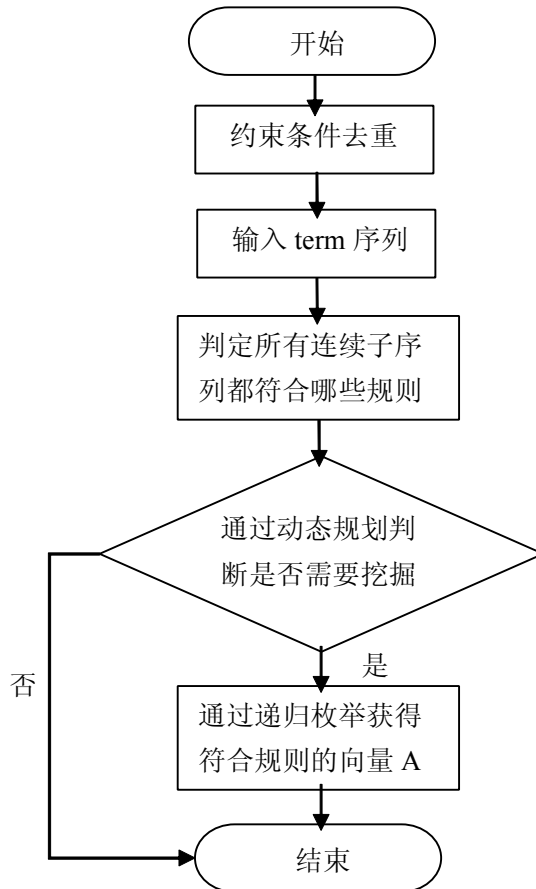 开始
约束条件去重
输入 term 序列
判定所有连续子序
列都符合哪些规则
通过动态规划判
断是否需要挖掘
是
否
通过递归枚举获得
符合规则的向量 A
结束